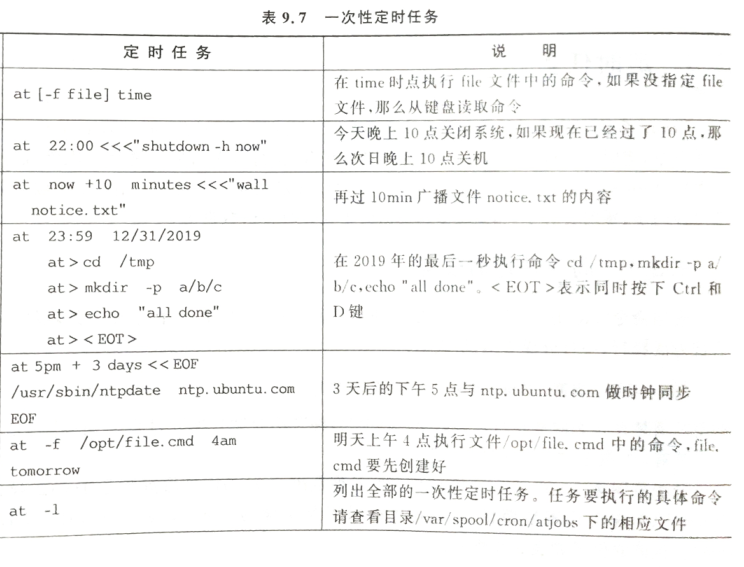 表 9.7 一次性定时任务
定 时 任 务
说 明
at [-f file] time
在 time 时点执行 file 文件中的命令,如果没指定 file
文件,那么从键盘读取命令
at 22:00 <<<"shutdown -h now"
今天晚上 10 点关闭系统,如果现在已经过了 10 点,那
么次日晚上 10 点关机
at now +10 minutes <<<"wall
notice.txt"
再过 10min 广播文件 notice.txt 的内容
at 23:59 12/31/2019
at > cd /tmp
at > mkdir -p a/b/c
at > echo "all done"
at > < EOT >
在 2019 年的最后一秒执行命令 cd /tmp,mkdir -p a/
b/c,echo "all done"。< EOT >表示同时按下 Ctrl 和
D 键
at 5pm + 3 days << EOF
/usr/sbin/ntpdate ntp.ubuntu.com
EOF
3 天后的下午 5 点与 ntp.ubuntu.com 做时钟同步
at -f /opt/file.cmd 4am
tomorrow
明天上午 4 点执行文件/opt/file.cmd 中的命令,file.
cmd 要先创建好
at -l
列出全部的一次性定时任务。任务要执行的具体命令
请查看目录/var/spool/cron/atjobs 下的相应文件